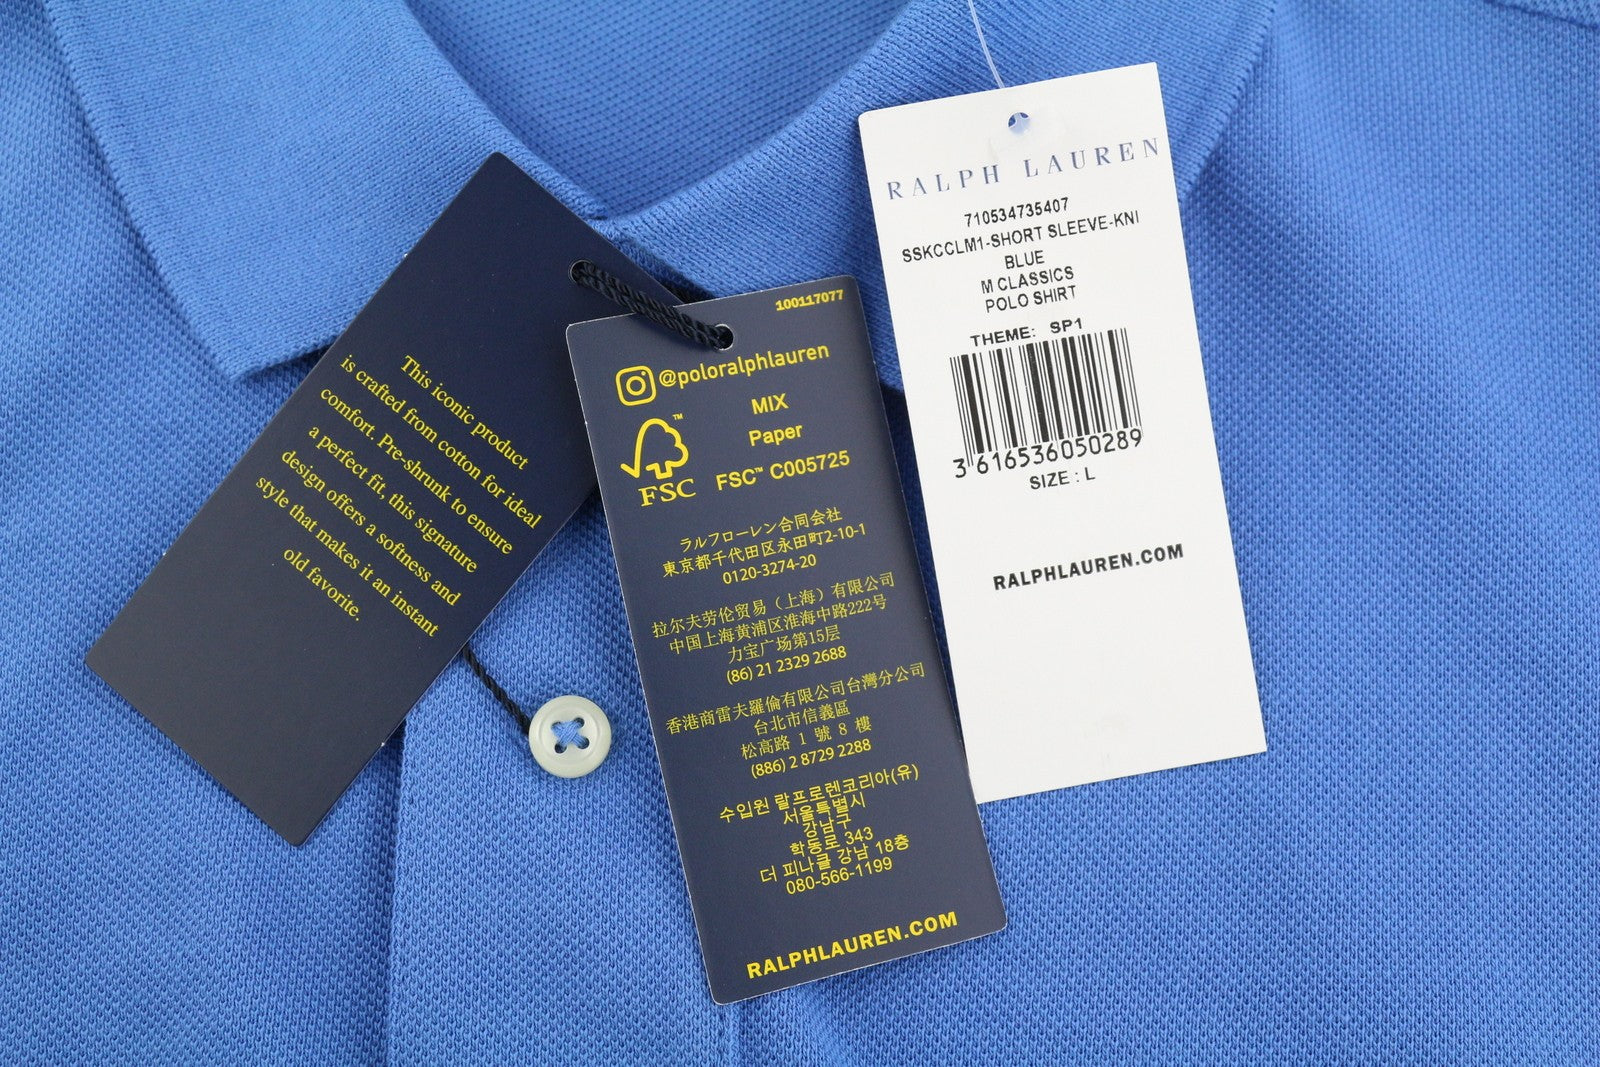 This iconic product
is crafted from cotton for ideal
comfort. Pre-shrunk to ensure
a perfect fit, this signature
design offers a softness and
style that makes it an instant
old favorite.
100117077
@poloralphlauren
MIX
Paper
FSC™ C005725
™
FSC
ラルフローレン合同会社
東京都千代田区永田町2-10-1
0120-3274-20
拉尔夫劳伦贸易（上海）有限公司
中国上海黄浦区淮海中路222号
力宝广场第15层
(86) 21 2329 2688
香港商雷夫羅倫有限公司台灣分公司
台北市信義區
松高路 1 號 8 樓
(886) 2 8729 2288
수입원 랄프로렌코리아(유)
서울특별시
강남구
학동로 343
더 피나클 강남 18층
080-566-1199
RALPHLAUREN.COM
RALPH LAUREN
710534735407
SSKCCLM1-SHORT SLEEVE-KNI
BLUE
M CLASSICS
POLO SHIRT
THEME: SP1
3 616536050289
SIZE : L
RALPHLAUREN.COM